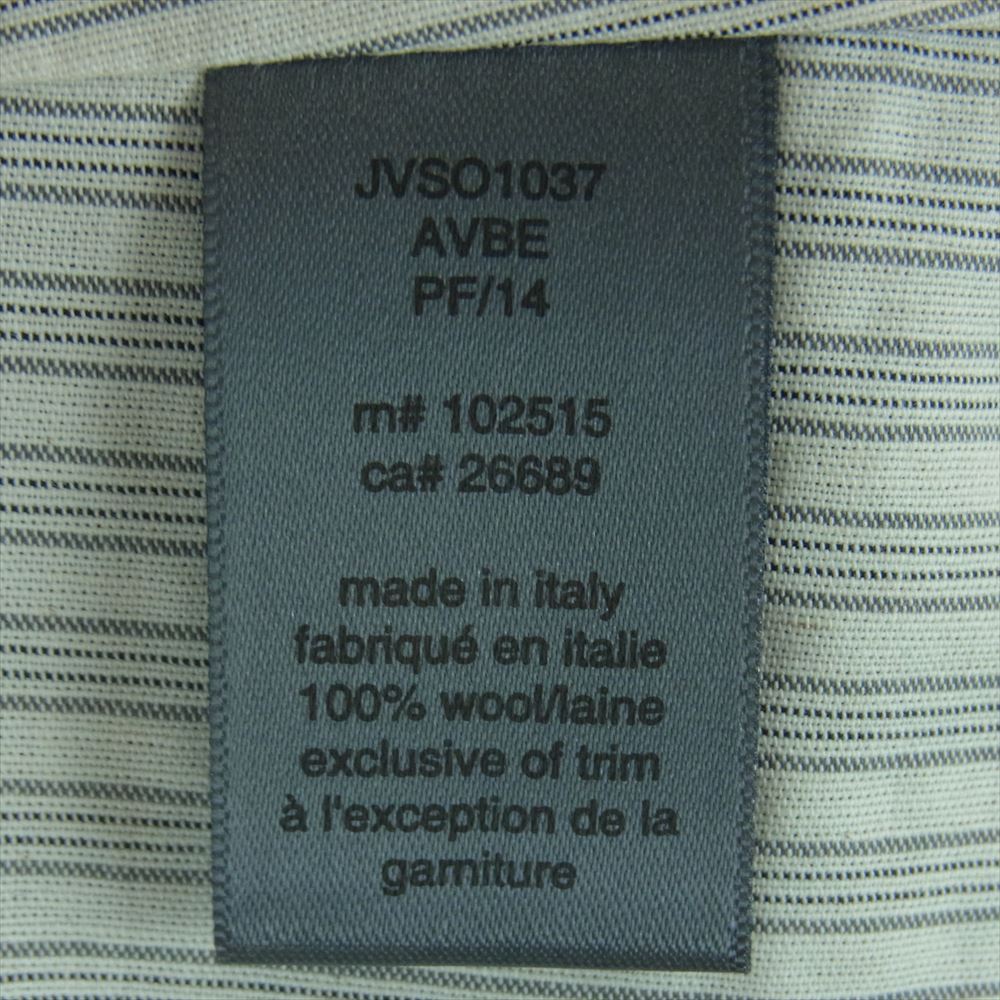 JVSO1037
AVBE
PF/14
rn# 102515
ca# 26689
made in italy
fabriqué en italie
100% wool/laine
exclusive of trim
à l'exception de la
garniture